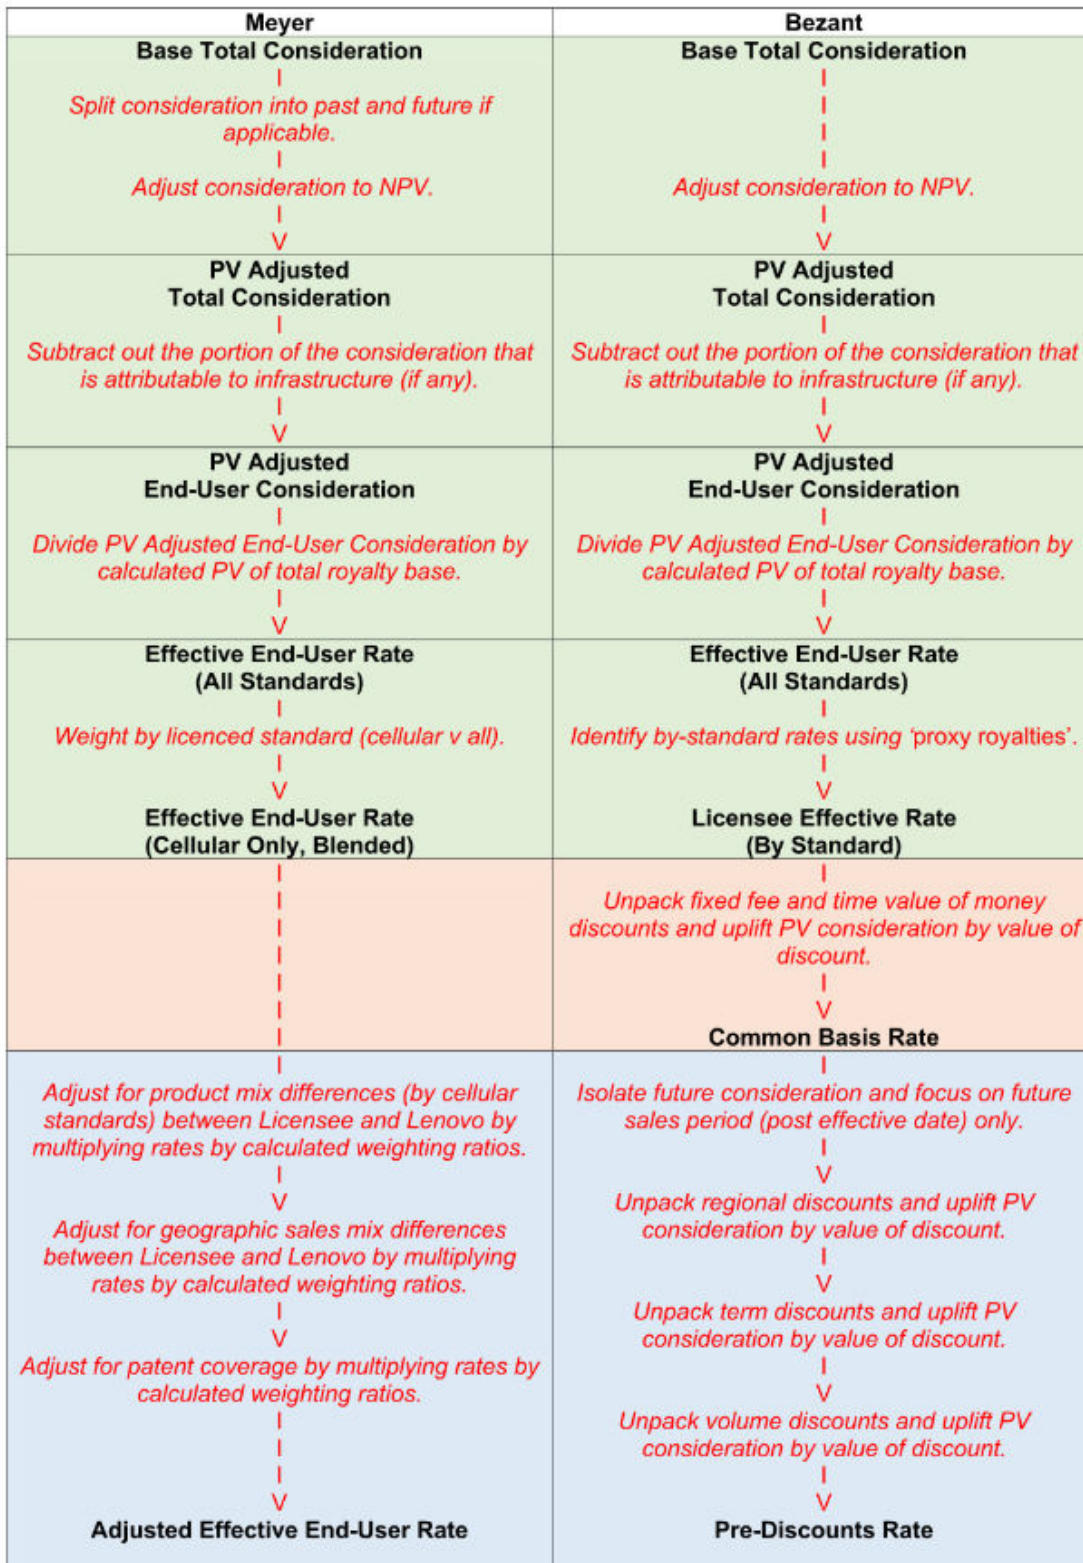 Meyer
Base Total Consideration
Split consideration into past and future if
applicable.
Adjust consideration to NPV.
PV Adjusted
Total Consideration
Subtract out the portion of the consideration that
is attributable to infrastructure (if any).
PV Adjusted
End-User Consideration
Divide PV Adjusted End-User Consideration by
calculated PV of total royalty base.
Effective End-User Rate
(All Standards)
Weight by licenced standard (cellular v all).
Effective End-User Rate
(Cellular Only, Blended)
Adjust for product mix differences (by cellular
standards) between Licensee and Lenovo by
multiplying rates by calculated weighting ratios.
Adjust for geographic sales mix differences
between Licensee and Lenovo by multiplying
rates by calculated weighting ratios.
Adjust for patent coverage by multiplying rates by
calculated weighting ratios.
Adjusted Effective End-User Rate
Bezant
Base Total Consideration
Adjust consideration to NPV.
PV Adjusted
Total Consideration
Subtract out the portion of the consideration that
is attributable to infrastructure (if any).
PV Adjusted
End-User Consideration
Divide PV Adjusted End-User Consideration by
calculated PV of total royalty base.
Effective End-User Rate
(All Standards)
Identify by-standard rates using ‘proxy royalties’.
Licensee Effective Rate
(By Standard)
Unpack fixed fee and time value of money
discounts and uplift PV consideration by value of
discount.
Common Basis Rate
Isolate future consideration and focus on future
sales period (post effective date) only.
Unpack regional discounts and uplift PV
consideration by value of discount.
Unpack term discounts and uplift PV
consideration by value of discount.
Unpack volume discounts and uplift PV
consideration by value of discount.
Pre-Discounts Rate